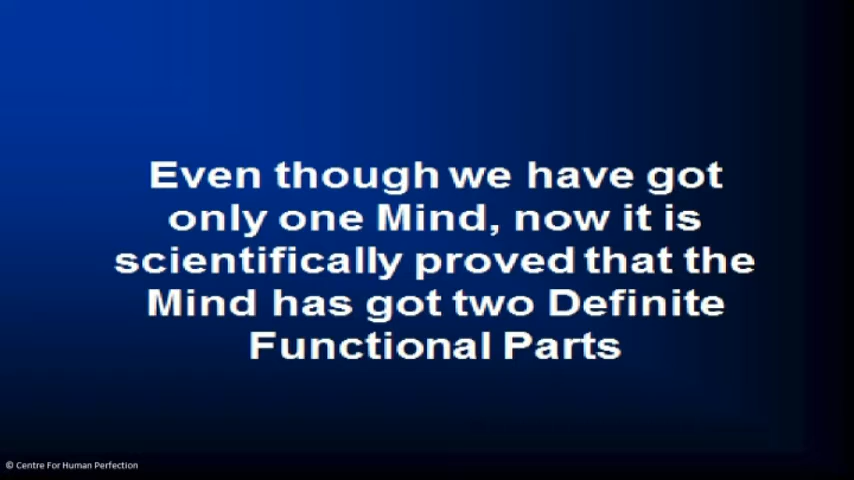 Even though we have got
only one Mind, now it is
scientifically proved that the
Mind has got two Definite
Functional Parts
© Centre For Human Perfection